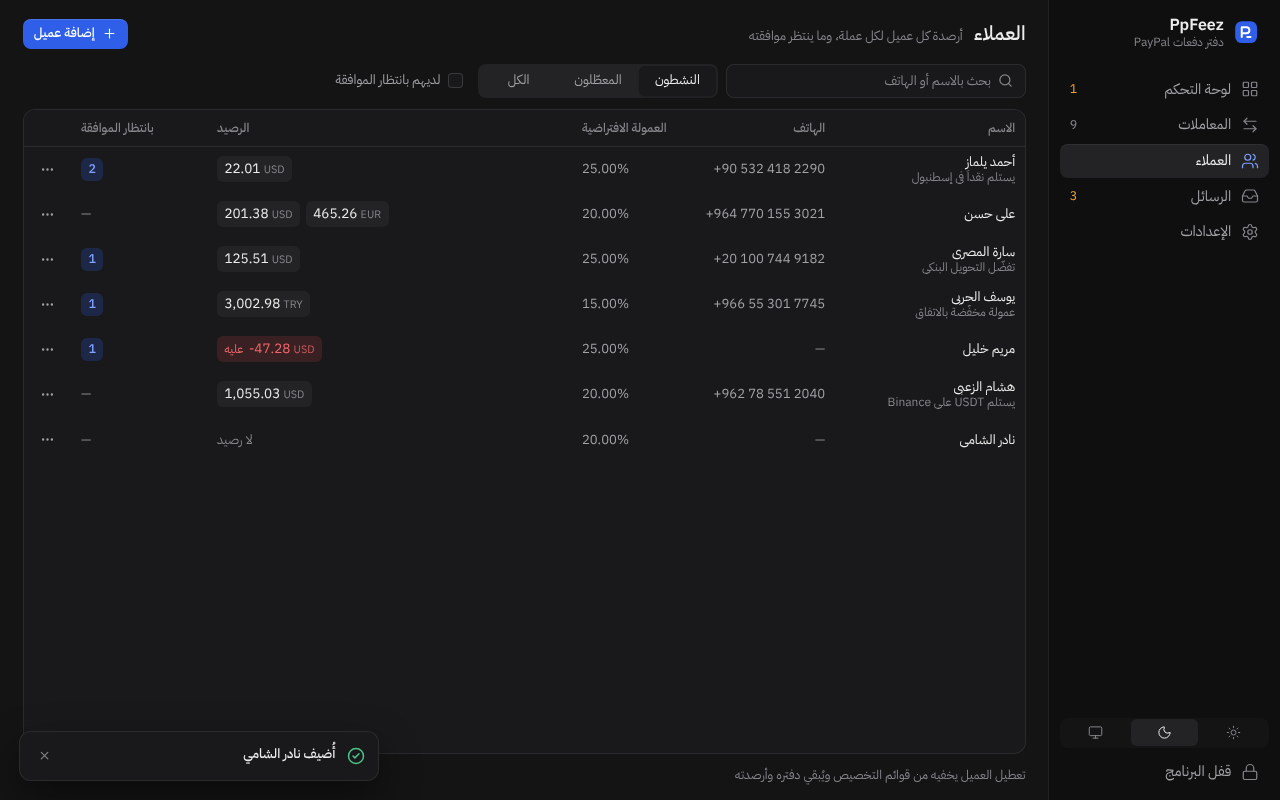 PpFeez
دفتر دفعات PayPal
لوحة التحكم 1
المعاملات 9
العملاء
الرسائل 3
الإعدادات
قفل البرنامج
العملاء أرصدة كل عميل لكل عملة، وما ينتظر موافقته
إضافة عميل
بحث بالاسم أو الهاتف
النشطون المعطّلون الكل
لديهم بانتظار الموافقة
الاسم الهاتف العمولة الافتراضية الرصيد بانتظار الموافقة
أحمد يلماز +90 532 418 2290 25.00% 22.01 USD 2
يستلم نقداً في إسطنبول
علي حسن +964 770 155 3021 20.00% 465.26 EUR 201.38 USD —
سارة المصري +20 100 744 9182 25.00% 125.51 USD 1
تفضّل التحويل البنكي
يوسف الحربي +966 55 301 7745 15.00% 3,002.98 TRY 1
عمولة مخفّضة بالاتفاق
مريم خليل — 25.00% -47.28 USD عليه 1
هشام الزعبي +962 78 551 2040 20.00% 1,055.03 USD —
يستلم USDT على Binance
نادر الشامي — 20.00% لا رصيد —
تعطيل العميل يخفيه من قوائم التخصيص ويُبقي دفتره وأرصدته
أُضيف نادر الشامي